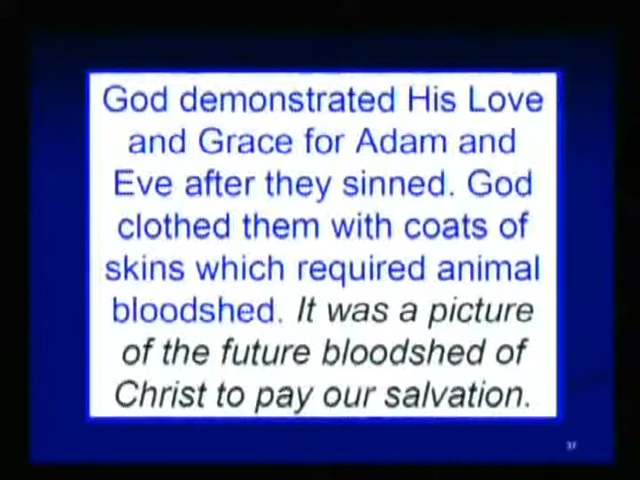 God demonstrated His Love
and Grace for Adam and
Eve after they sinned. God
clothed them with coats of
skins which required animal
bloodshed. It was a picture
of the future bloodshed of
Christ to pay our salvation.
37